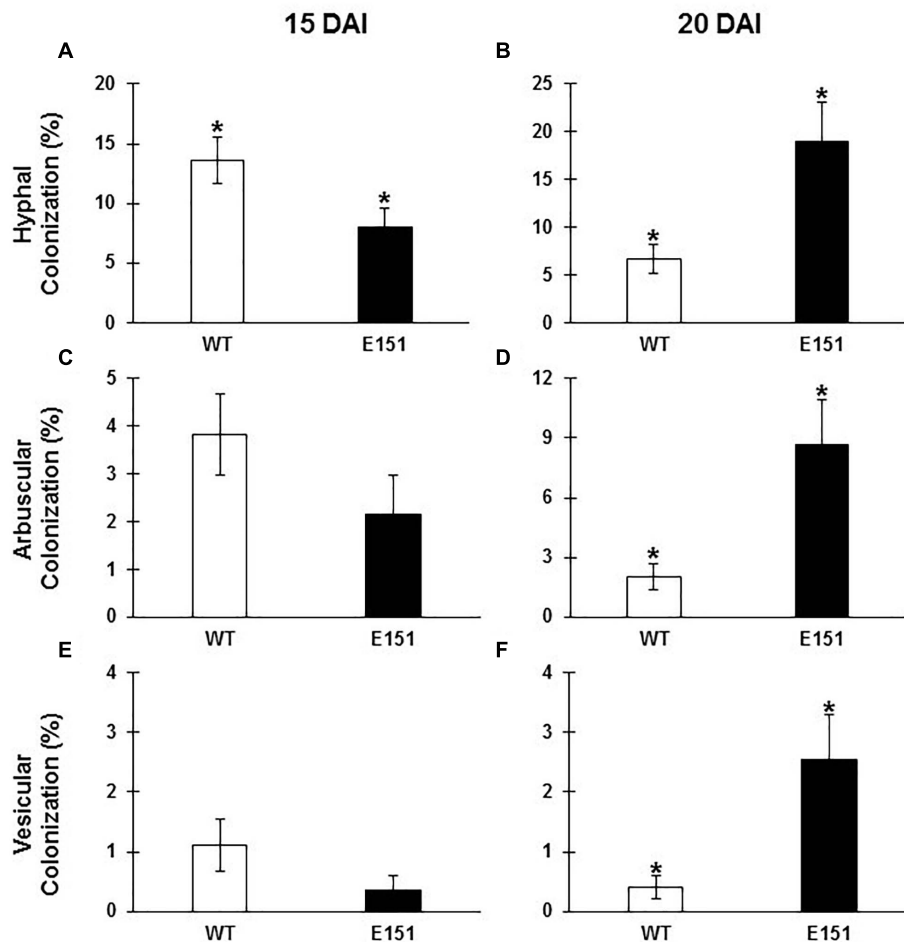 15 DAI
20 DAI
A
B
Hyphal
Colonization (%)
20
15
10
5
0
*
*
WT
E151
25
20
15
10
5
0
*
*
WT
E151
C
D
Arbuscular
Colonization (%)
5
4
3
2
1
0
WT
E151
12
9
6
3
0
*
*
WT
E151
E
F
Vesicular
Colonization (%)
4
3
2
1
0
WT
E151
4
3
2
1
0
*
*
WT
E151